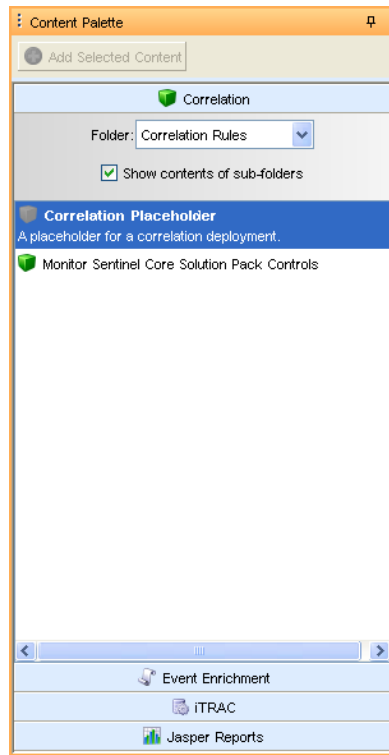 Content Palette
Add Selected Content
Correlation
Folder: Correlation Rules
Show contents of sub-folders
Correlation Placeholder
A placeholder for a correlation deployment.
Monitor Sentinel Core Solution Pack Controls
Event Enrichment
iTRAC
Jasper Reports